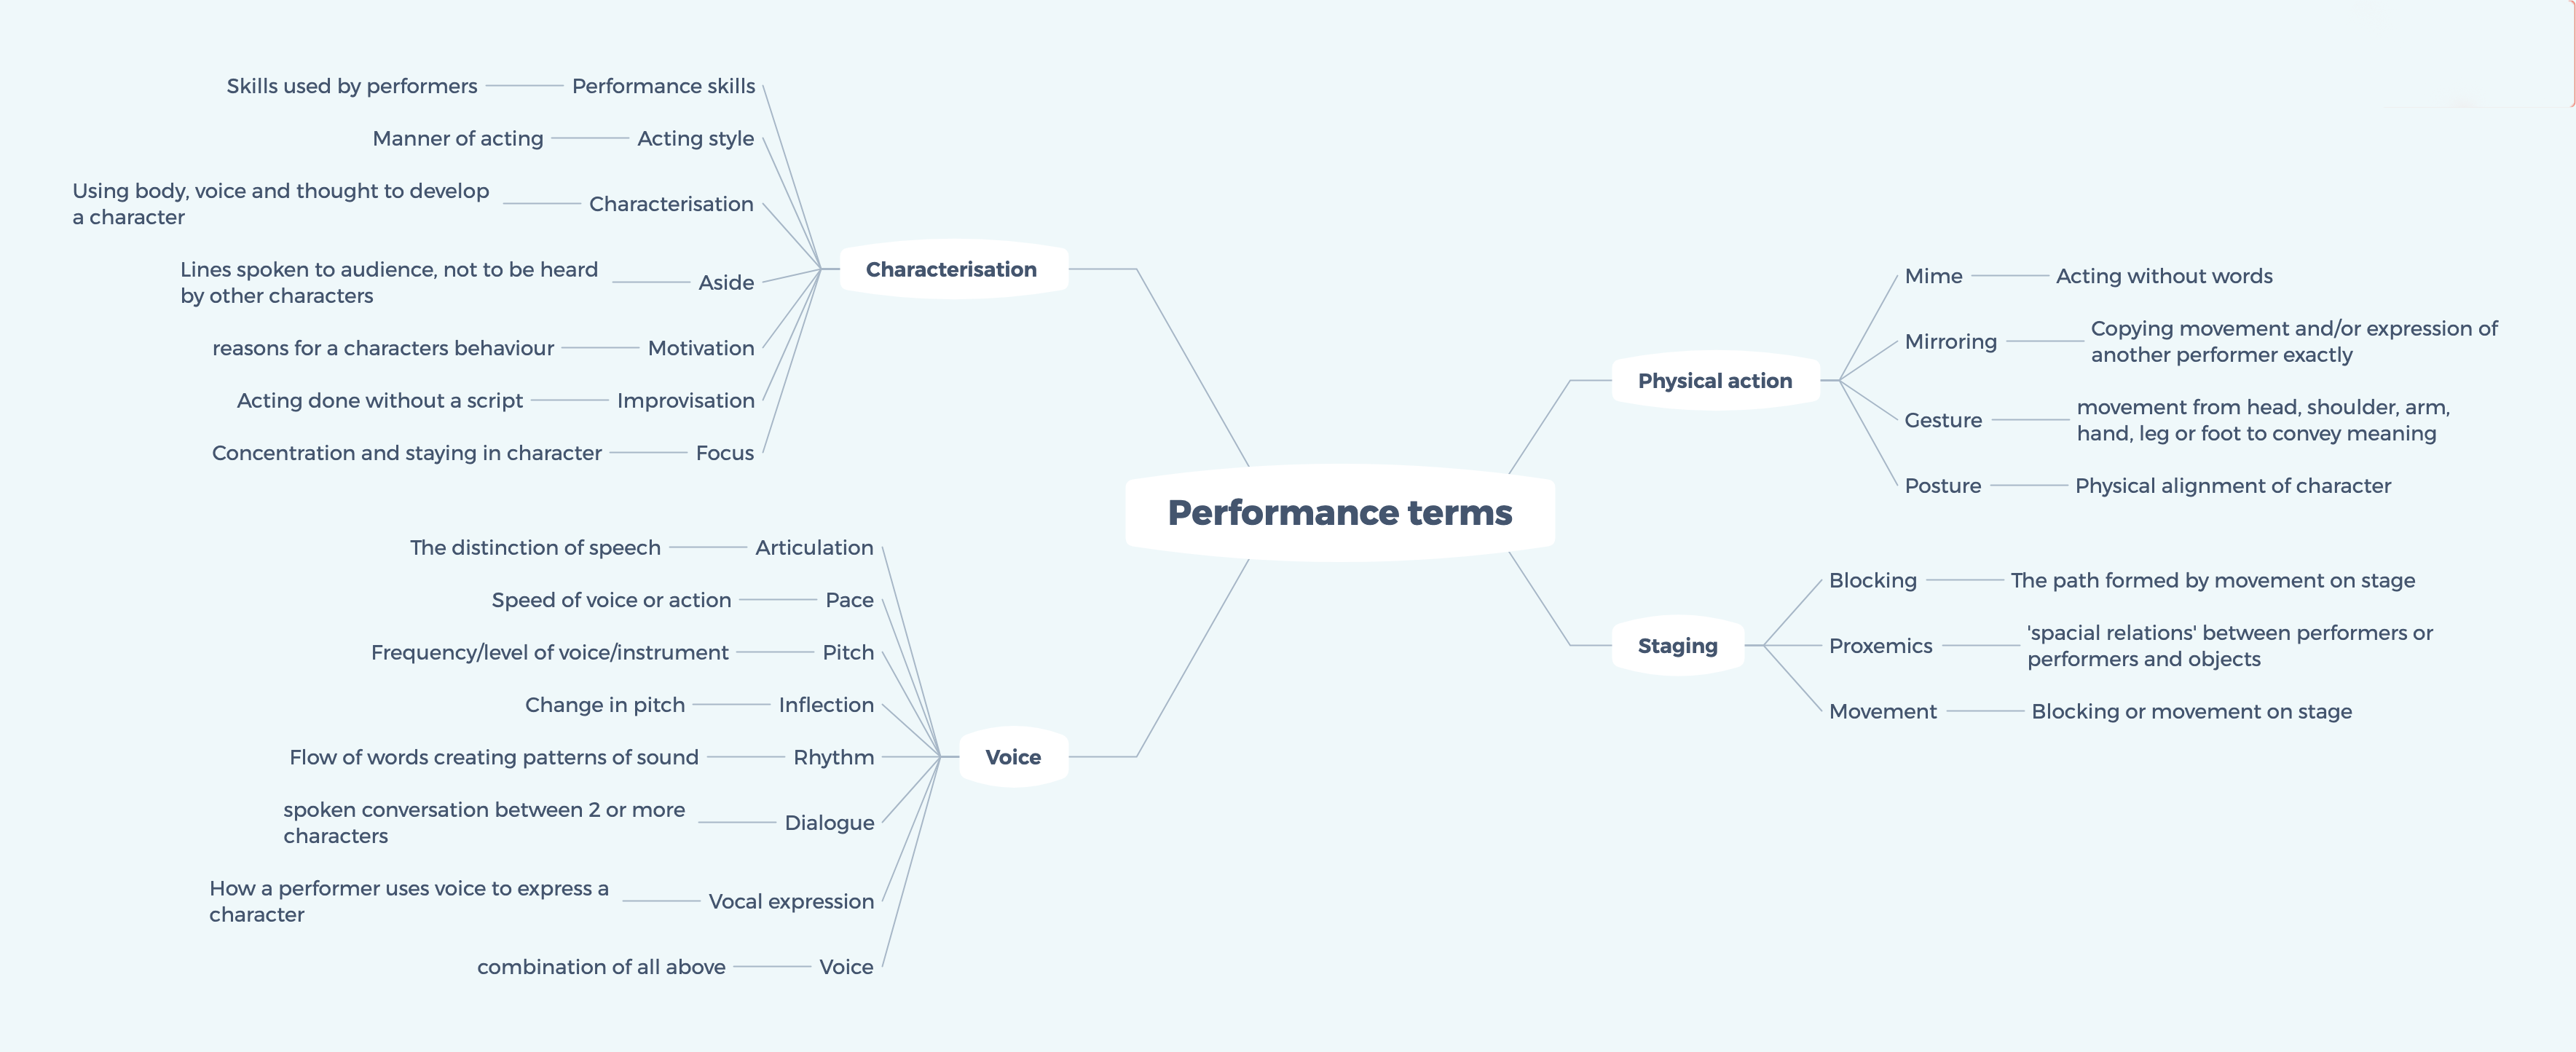 Performance terms
Characterisation
Performance skills
Skills used by performers
Acting style
Manner of acting
Characterisation
Using body, voice and thought to develop
a character
Aside
Lines spoken to audience, not to be heard
by other characters
Motivation
reasons for a characters behaviour
Improvisation
Acting done without a script
Focus
Concentration and staying in character
Voice
Articulation
The distinction of speech
Pace
Speed of voice or action
Pitch
Frequency/level of voice/instrument
Inflection
Change in pitch
Rhythm
Flow of words creating patterns of sound
Dialogue
spoken conversation between 2 or more
characters
Vocal expression
How a performer uses voice to express a
character
Voice
combination of all above
Physical action
Mime
Acting without words
Mirroring
Copying movement and/or expression of
another performer exactly
Gesture
movement from head, shoulder, arm,
hand, leg or foot to convey meaning
Posture
Physical alignment of character
Staging
Blocking
The path formed by movement on stage
Proxemics
'spacial relations' between performers or
performers and objects
Movement
Blocking or movement on stage